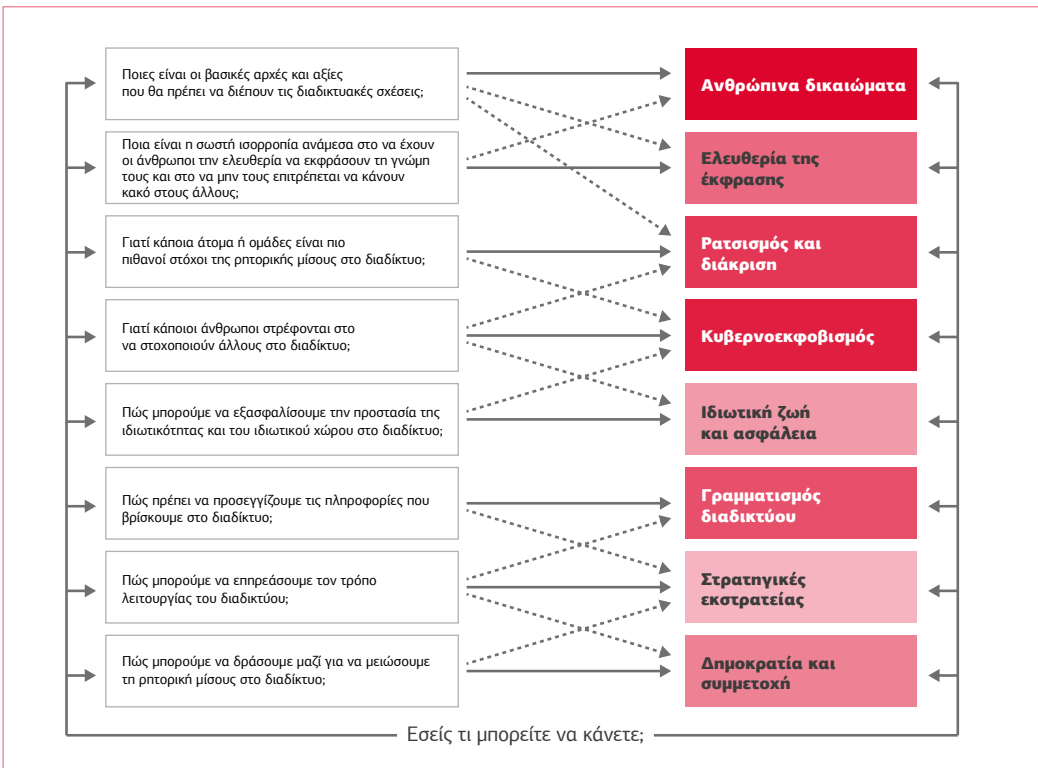 Ποιες είναι οι βασικές αρχές και αξίες
που θα πρέπει να διέπουν τις διαδικτυακές σχέσεις;
Ανθρώπινα δικαιώματα
Ποια είναι η σωστή ισορροπία ανάμεσα στο να έχουν
οι άνθρωποι την ελευθερία να εκφράσουν τη γνώμη
τους και στο να μην τους επιτρέπεται να κάνουν
κακό στους άλλους;
Ελευθερία της
έκφρασης
Γιατί κάποια άτομα ή ομάδες είναι πιο
πιθανοί στόχοι της ρητορικής μίσους στο διαδίκτυο;
Ρατσισμός και
διάκριση
Γιατί κάποιοι άνθρωποι στρέφονται στο
να στοχοποιούν άλλους στο διαδίκτυο;
Κυβερνοεκφοβισμός
Πώς μπορούμε να εξασφαλίσουμε την προστασία της
ιδιωτικότητας και του ιδιωτικού χώρου στο διαδίκτυο;
Ιδιωτική ζωή
και ασφάλεια
Πώς πρέπει να προσεγγίζουμε τις πληροφορίες που
βρίσκουμε στο διαδίκτυο;
Γραμματισμός
διαδικτύου
Πώς μπορούμε να επηρεάσουμε τον τρόπο
λειτουργίας του διαδικτύου;
Στρατηγικές
εκστρατείας
Πώς μπορούμε να δράσουμε μαζί για να μειώσουμε
τη ρητορική μίσους στο διαδίκτυο;
Δημοκρατία και
συμμετοχή
Εσείς τι μπορείτε να κάνετε;